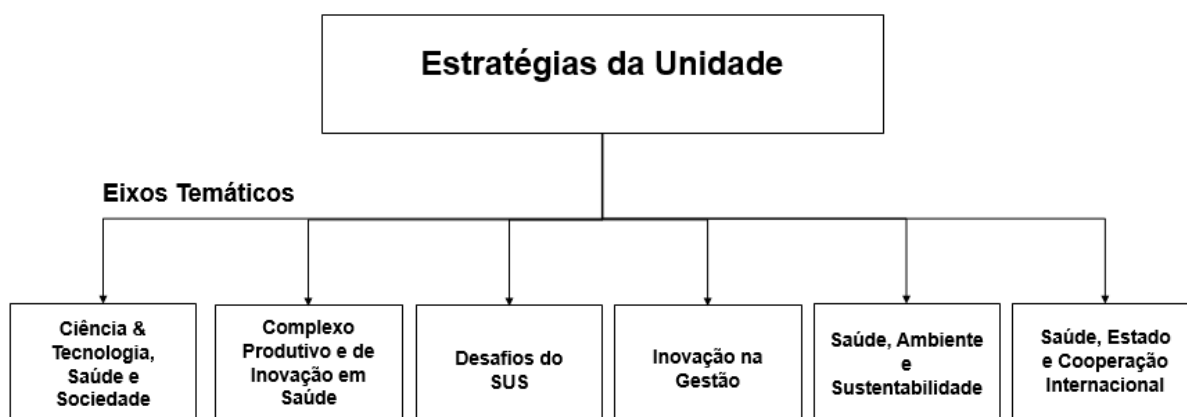 Estratégias da Unidade
Eixos Temáticos
Ciência &
Tecnologia,
Saúde e
Sociedade
Complexo
Produtivo e de
Inovação em
Saúde
Desafios do
SUS
Inovação na
Gestão
Saúde, Ambiente
e
Sustentabilidade
Saúde, Estado
e Cooperação
Internacional